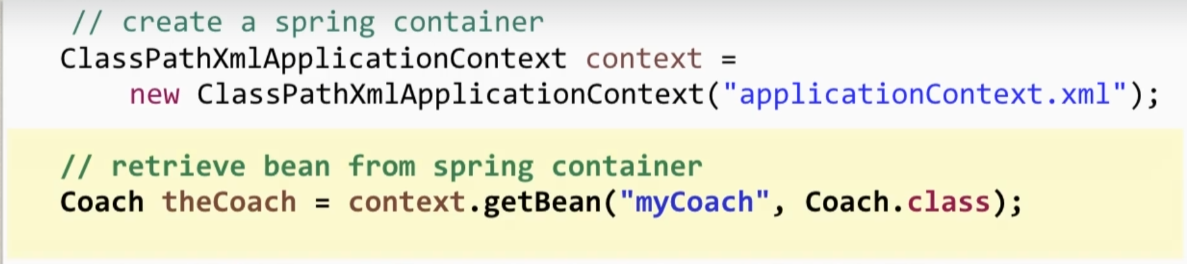 // create a spring container
ClassPathXmlApplicationContext context =
new ClassPathXmlApplicationContext("applicationContext.xml");
// retrieve bean from spring container
Coach theCoach = context.getBean("myCoach", Coach.class);